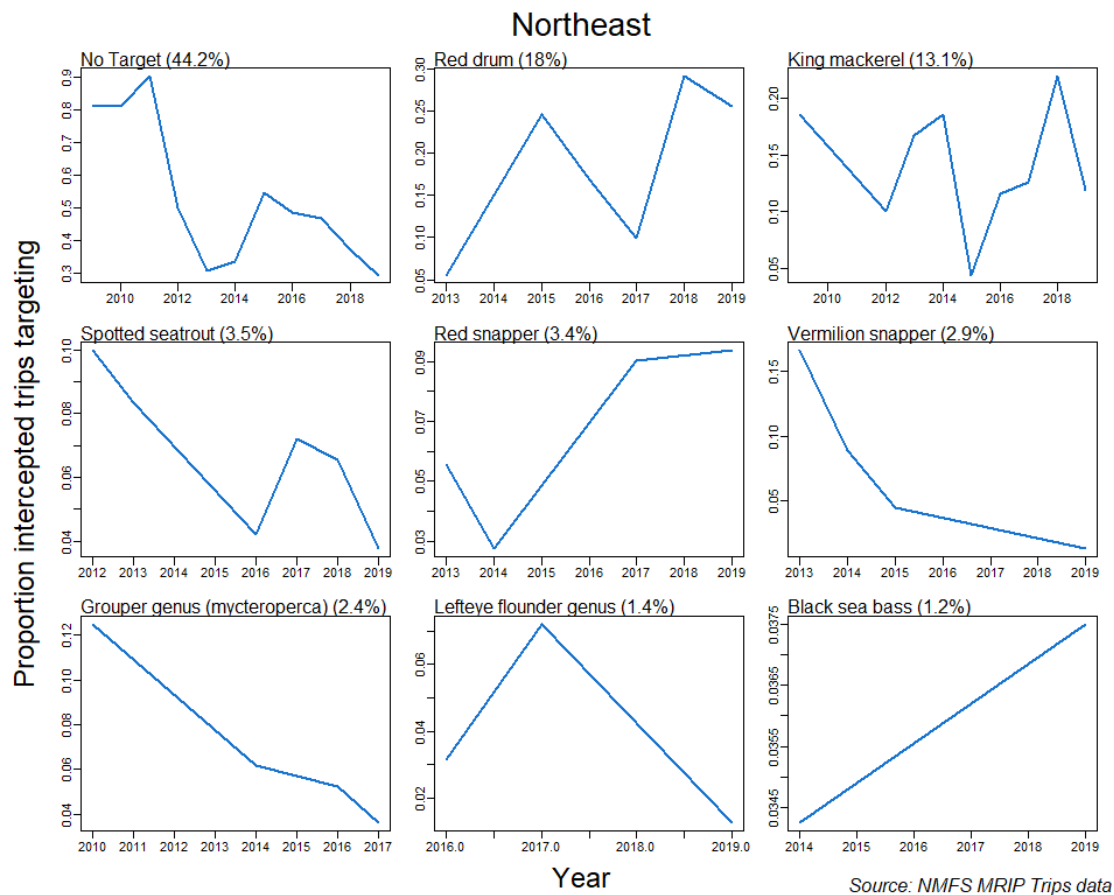 Northeast
Proportion intercepted trips targeting
No Target (44.2%)
0.9
0.8
0.7
0.6
0.5
0.4
0.3
2010 2012 2014 2016 2018
Red drum (18%)
0.30
0.25
0.20
0.15
0.10
0.05
2013 2014 2015 2016 2017 2018 2019
King mackerel (13.1%)
0.20
0.15
0.10
0.05
2010 2012 2014 2016 2018
Spotted seatrout (3.5%)
0.10
0.08
0.06
0.04
2012 2013 2014 2015 2016 2017 2018 2019
Red snapper (3.4%)
0.09
0.07
0.05
0.03
2013 2014 2015 2016 2017 2018 2019
Vermilion snapper (2.9%)
0.15
0.10
0.05
2013 2014 2015 2016 2017 2018 2019
Grouper genus (mycteroperca) (2.4%)
0.12
0.10
0.08
0.06
0.04
2010 2011 2012 2013 2014 2015 2016 2017
Lefteye flounder genus (1.4%)
0.06
0.04
0.02
2016.0 2017.0 2018.0 2019.0
Black sea bass (1.2%)
0.0375
0.0365
0.0355
0.0345
2014 2015 2016 2017 2018 2019
Year
Source: NMFS MRIP Trips data